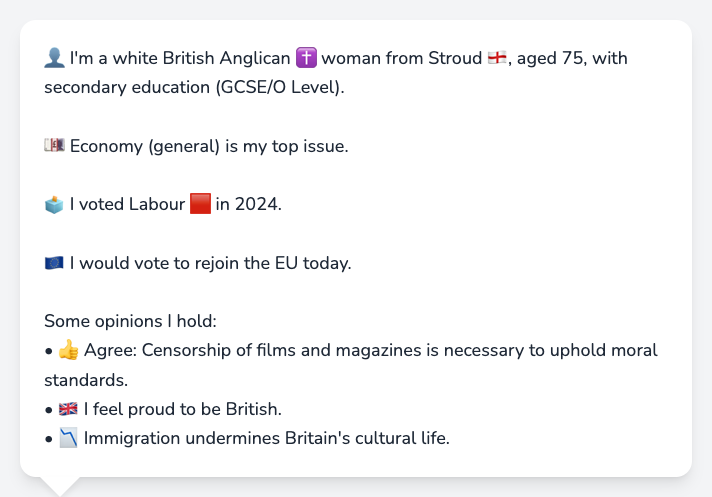 👤 I'm a white British Anglican ✝️ woman from Stroud 🏴󠁧󠁢󠁥󠁮󠁧󠁿, aged 75, with
secondary education (GCSE/O Level).
💷 Economy (general) is my top issue.
🗳️ I voted Labour 🟥 in 2024.
🇪🇺 I would vote to rejoin the EU today.
Some opinions I hold:
• 👍 Agree: Censorship of films and magazines is necessary to uphold moral
standards.
• 🇬🇧 I feel proud to be British.
• 📉 Immigration undermines Britain's cultural life.